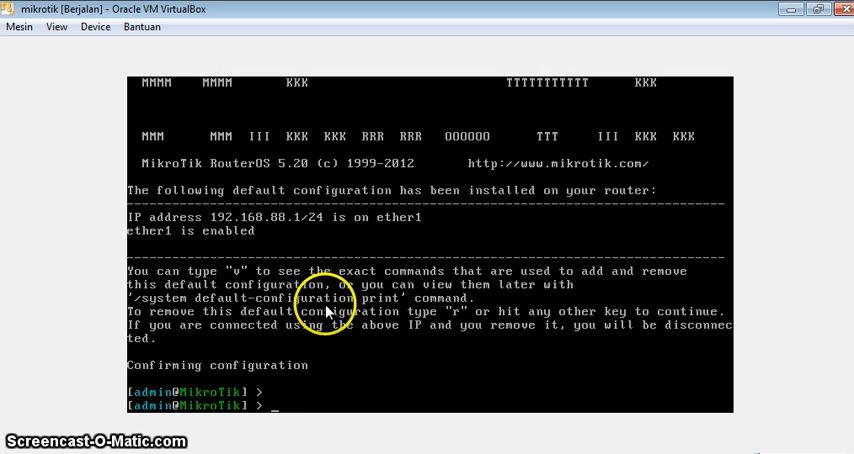 mikrotik [Berjalan] - Oracle VM VirtualBox
Mesin View Device Bantuan
MMMM MMMM KKK TTTTTTTTTTT KKK
MMM MMM III KKK KKK RRR RRR OOOOOO TTT III KKK KKK
MikroTik RouterOS 5.20 (c) 1999-2012 http://www.mikrotik.com/
The following default configuration has been installed on your router:
-------------------------------------------------------------------------------
IP address 192.168.88.1/24 is on ether1
ether1 is enabled
-------------------------------------------------------------------------------
You can type "v" to see the exact commands that are used to add and remove
this default configuration, or you can view them later with
'/system default-configuration print' command.
To remove this default configuration type "r" or hit any other key to continue.
If you are connected using the above IP and you remove it, you will be disconnec
ted.
Confirming configuration
[admin@MikroTik] >
[admin@MikroTik] > _
Screencast-O-Matic.com